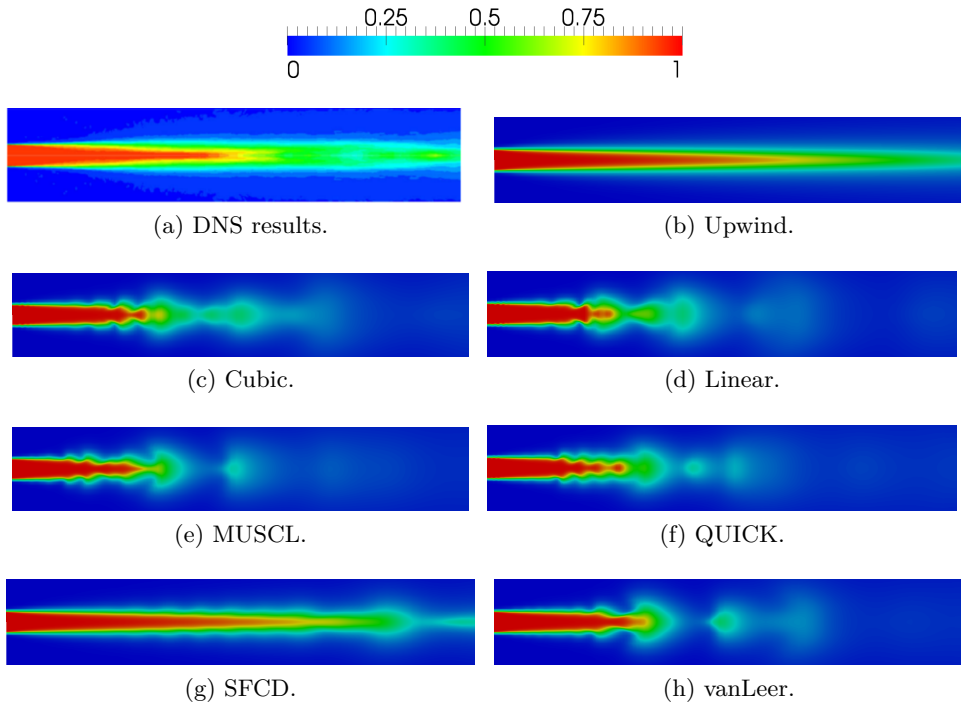 0.25 0.5 0.75
0 1
(a) DNS results.
(b) Upwind.
(c) Cubic.
(d) Linear.
(e) MUSCL.
(f) QUICK.
(g) SFCD.
(h) vanLeer.